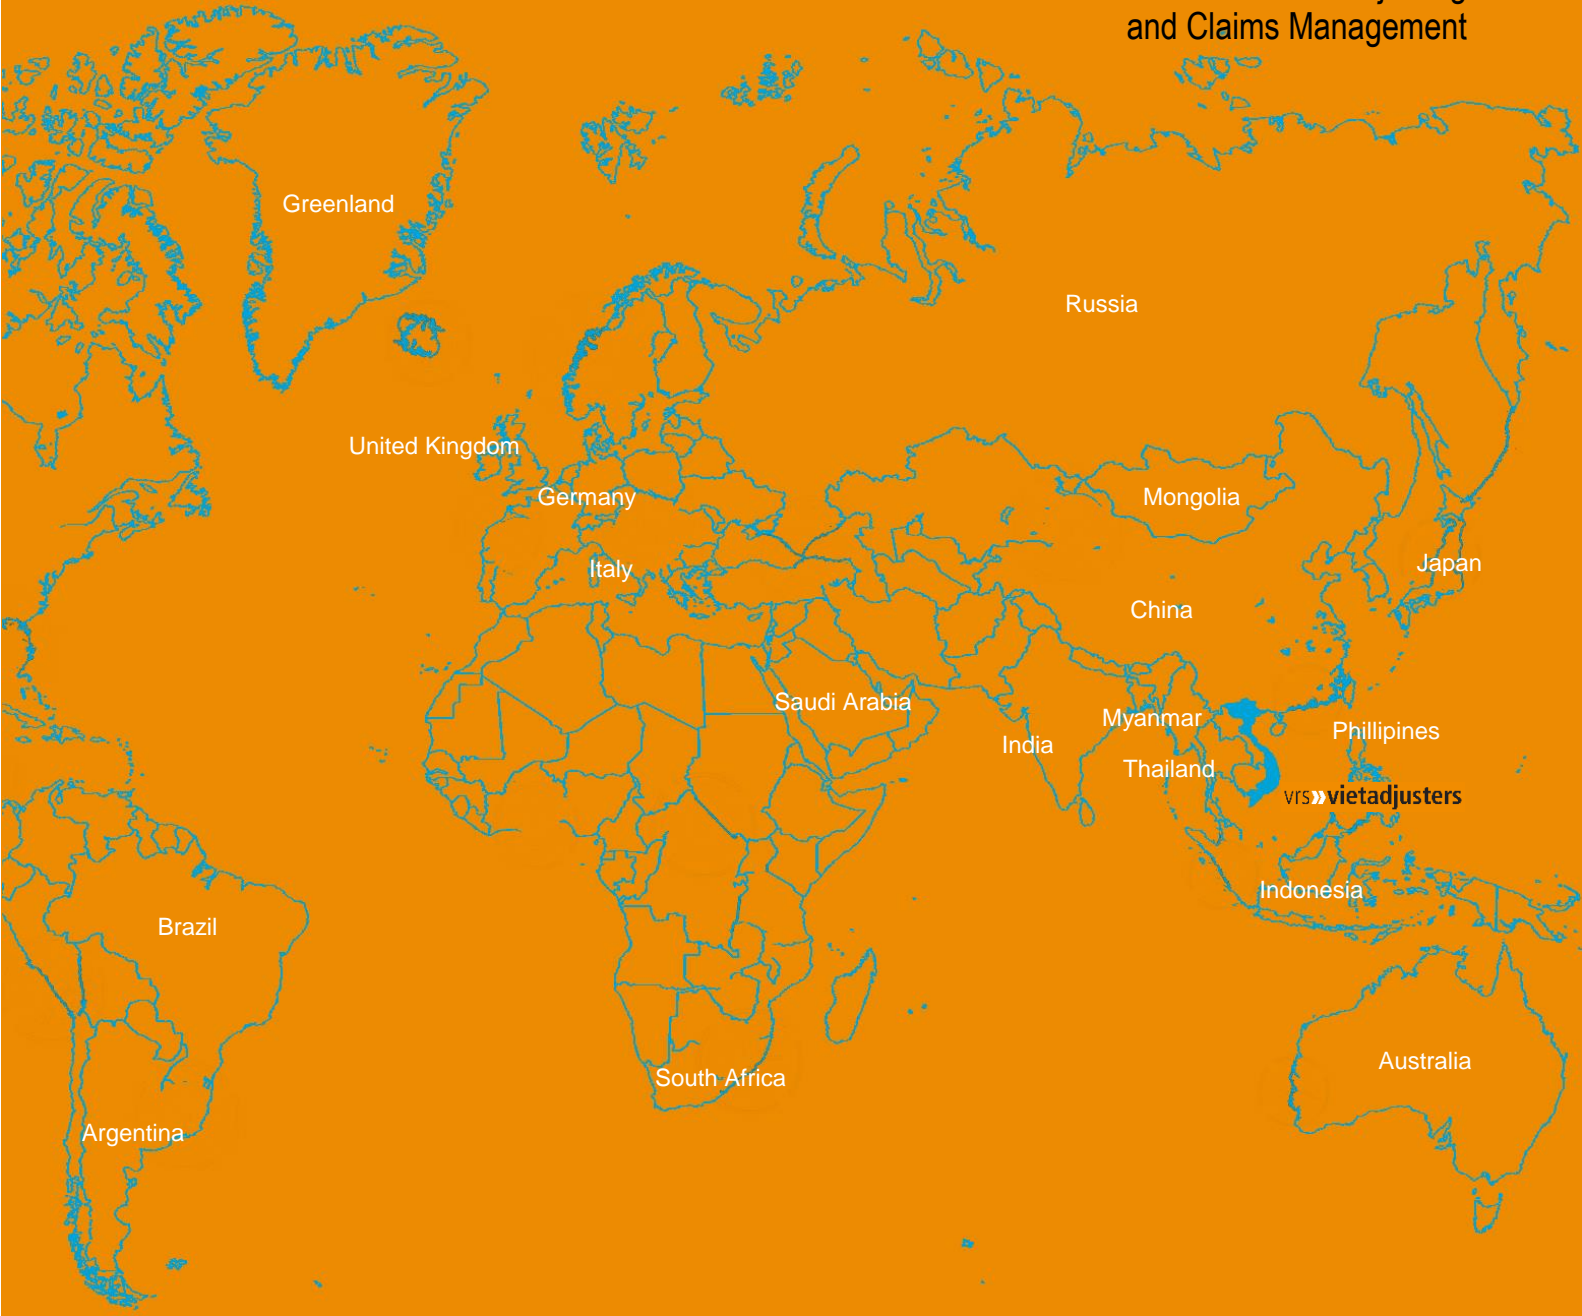 and Claims Management
Greenland
Russia
United Kingdom
Germany
Mongolia
Italy
Japan
China
Saudi Arabia
Myanmar
Phillipines
India
Thailand
vrs»vietadjusters
Indonesia
Brazil
Australia
South Africa
Argentina